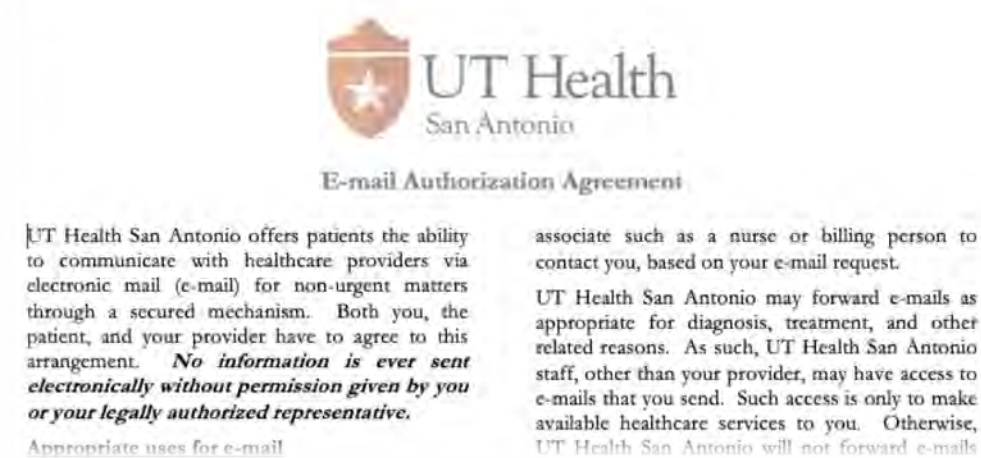 UT Health
San Antonio
E-mail Authorization Agreement
UT Health San Antonio offers patients the ability
to communicate with healthcare providers via
electronic mail (e-mail) for non-urgent matters
through a secured mechanism. Both you, the
patient, and your provider have to agree to this
arrangement. No information is ever sent
electronically without permission given by you
or your legally authorized representative.
Appropriate uses for e-mail
associate such as a nurse or billing person to
contact you, based on your e-mail request.
UT Health San Antonio may forward e-mails as
appropriate for diagnosis, treatment, and other
related reasons. As such, UT Health San Antonio
staff, other than your provider, may have access to
e-mails that you send. Such access is only to make
available healthcare services to you. Otherwise,
UT Health San Antonio will not forward e-mails